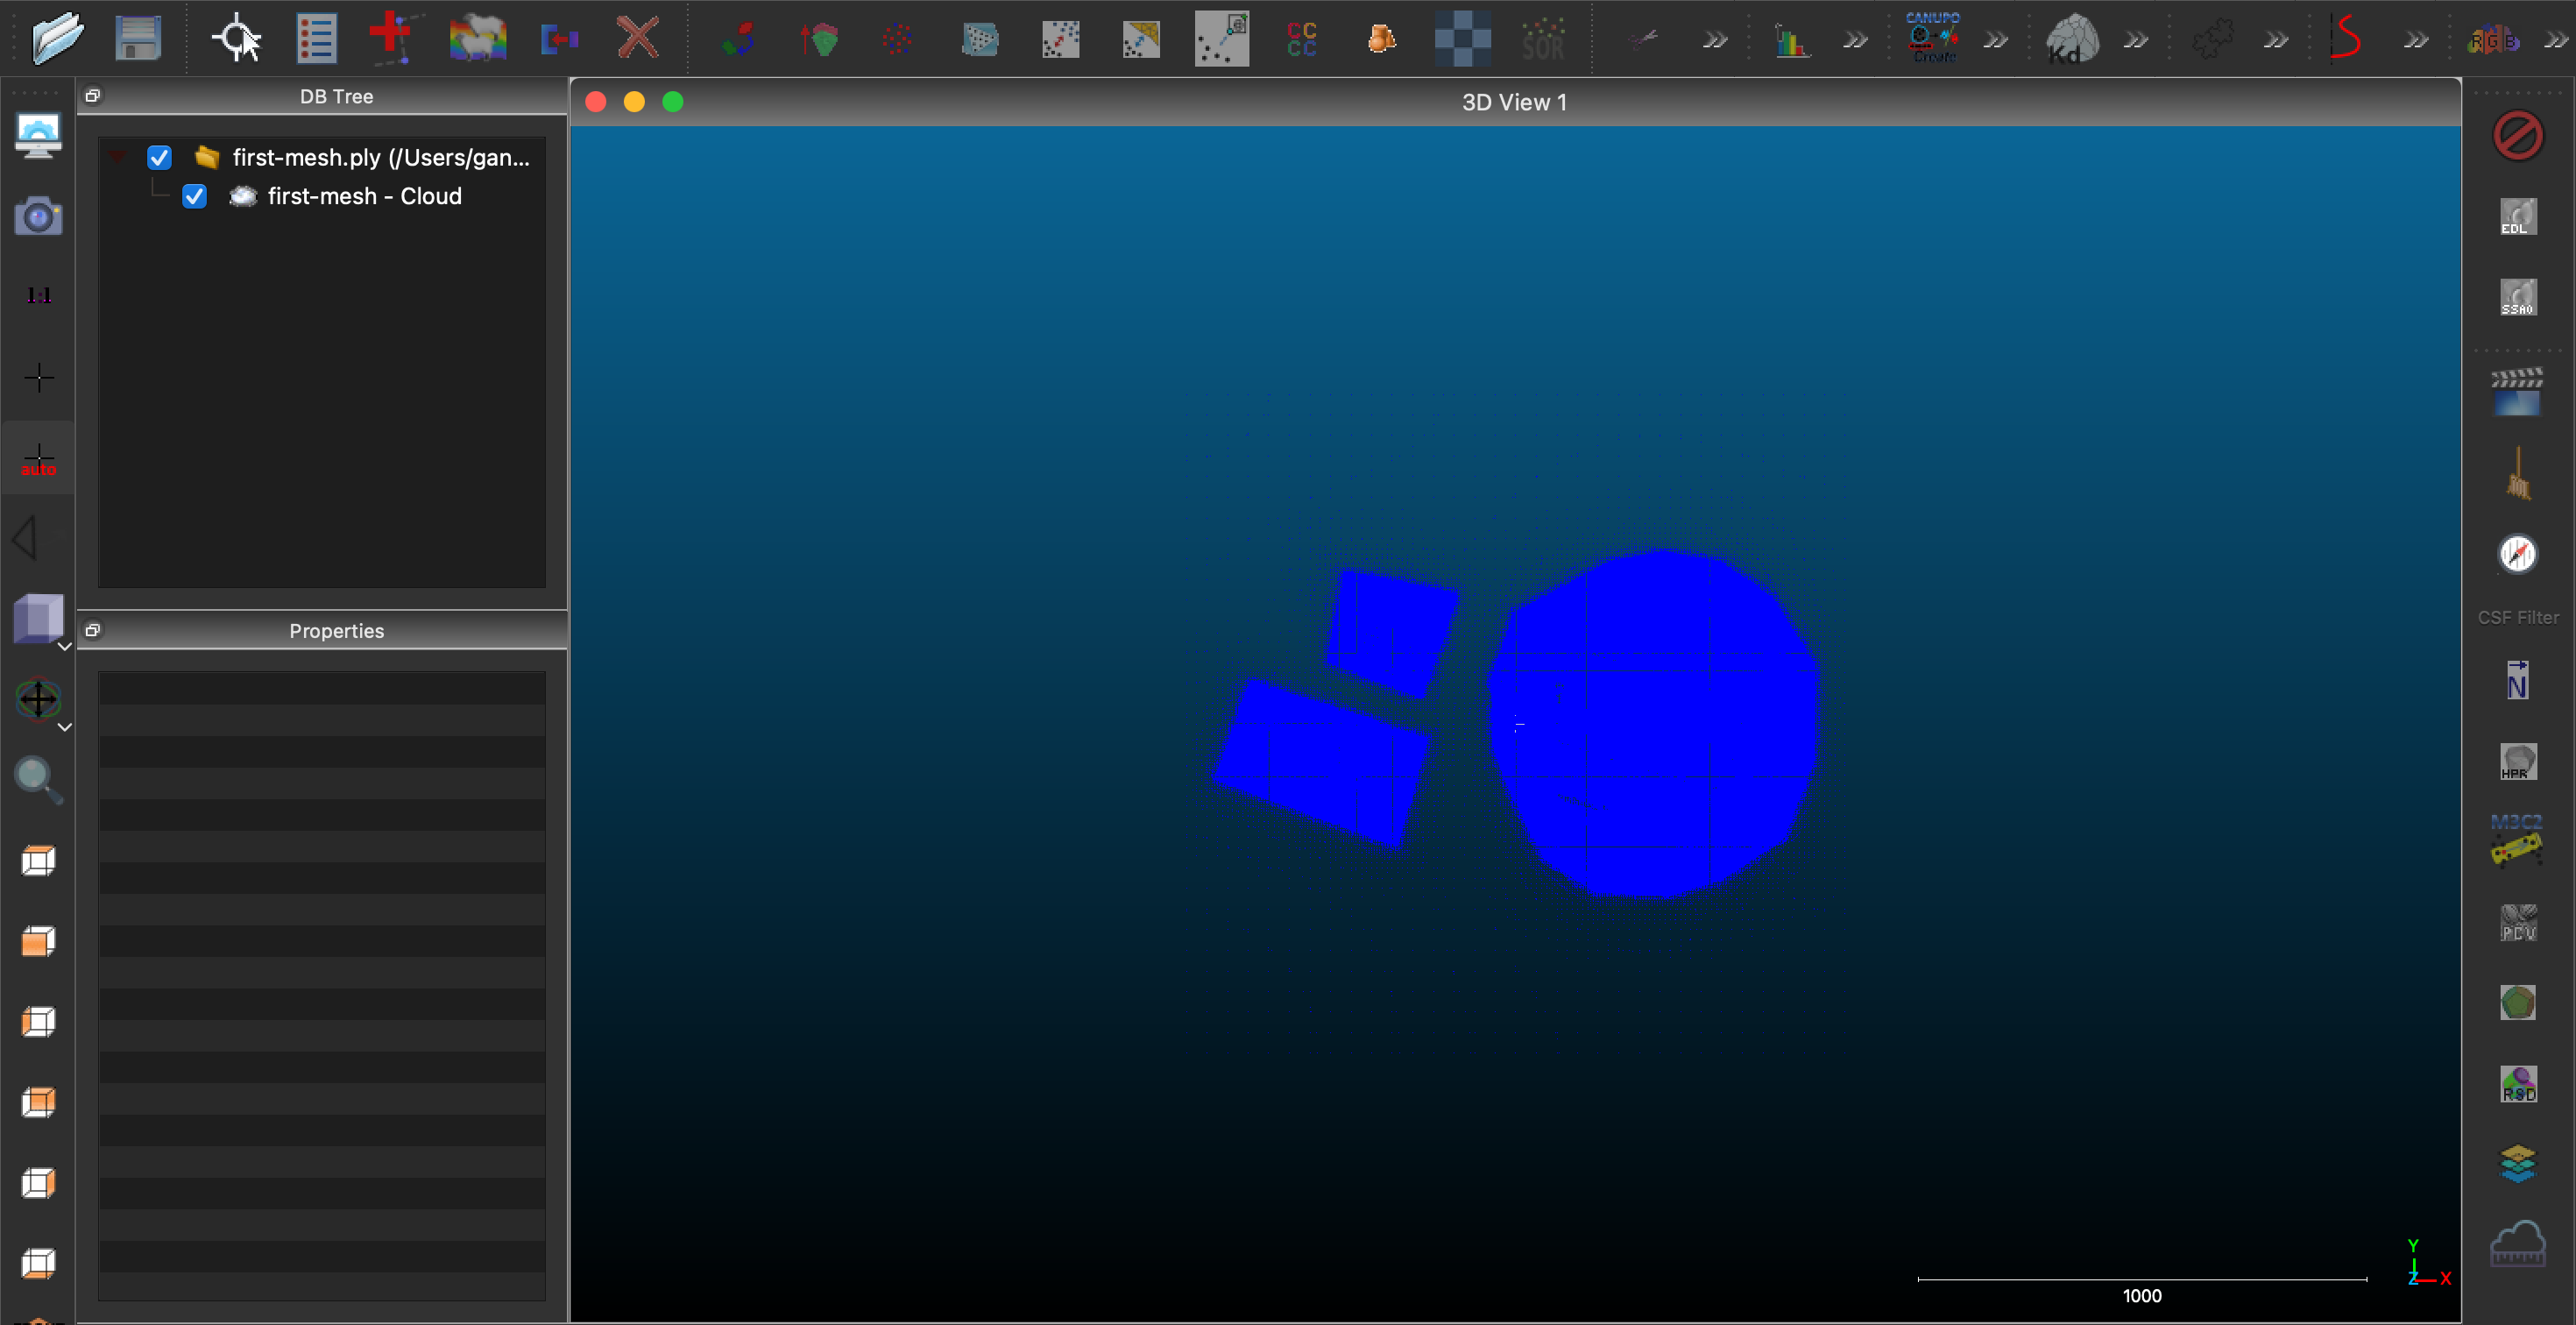 CC
CC
SOR
CANUPO
Create
Kd
RGB
DB Tree
3D View 1
first-mesh.ply (/Users/gan...
first-mesh - Cloud
EDL
1:1
SSAO
auto
Properties
CSF Filter
N
HPR
M3C2
PCV
RSD
Y
Z X
1000